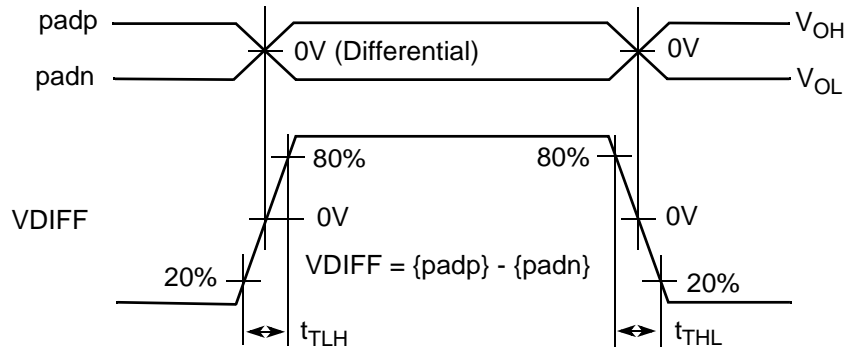 padp
V_OH
0V (Differential)
0V
padn
V_OL
80%
80%
VDIFF
0V
0V
VDIFF = {padp} - {padn}
20%
20%
t_TLH
t_THL